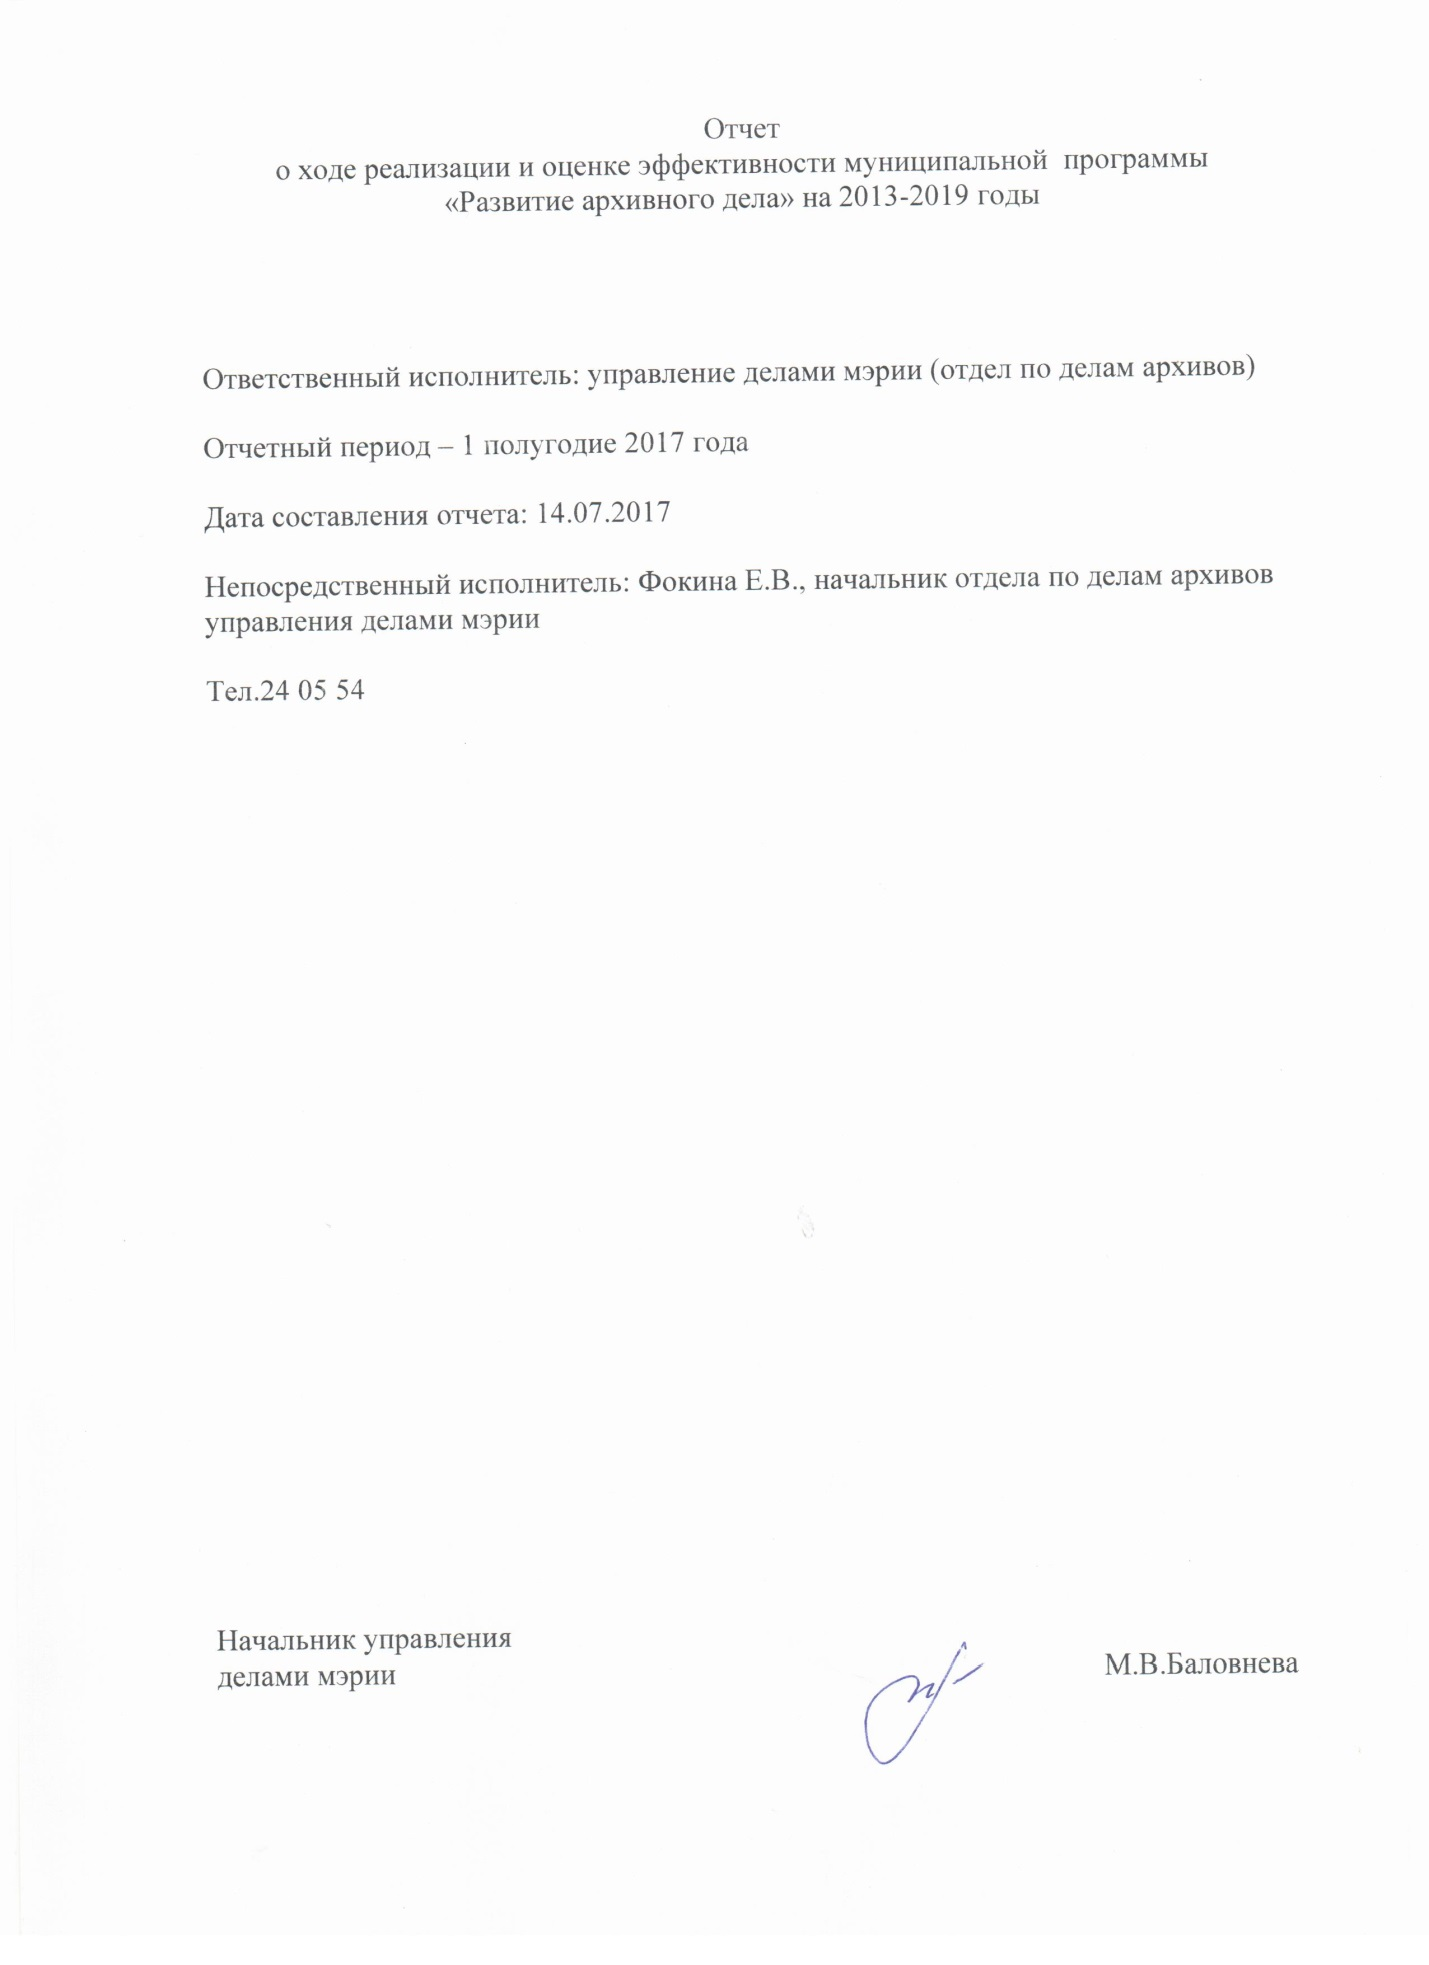 Отчет
о ходе реализации и оценке эффективности муниципальной программы
«Развитие архивного дела» на 2013-2019 годы
Ответственный исполнитель: управление делами мэрии (отдел по делам архивов)
Отчетный период – 1 полугодие 2017 года
Дата составления отчета: 14.07.2017
Непосредственный исполнитель: Фокина Е.В., начальник отдела по делам архивов
управления делами мэрии
Тел.24 05 54
Начальник управления
делами мэрии
М.В.Баловнева